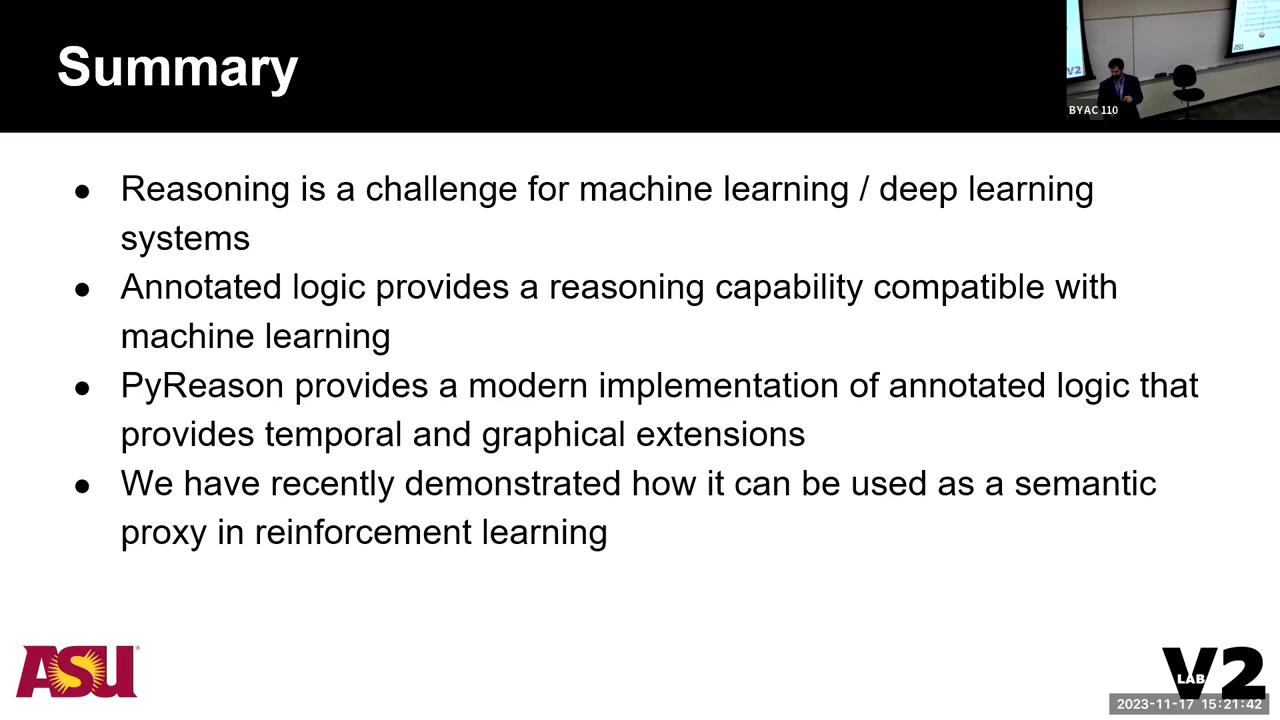 Summary
BYAC 110
● Reasoning is a challenge for machine learning / deep learning
systems
● Annotated logic provides a reasoning capability compatible with
machine learning
● PyReason provides a modern implementation of annotated logic that
provides temporal and graphical extensions
● We have recently demonstrated how it can be used as a semantic
proxy in reinforcement learning
ASU
V2
LAB
2023-11-17 15:21:42